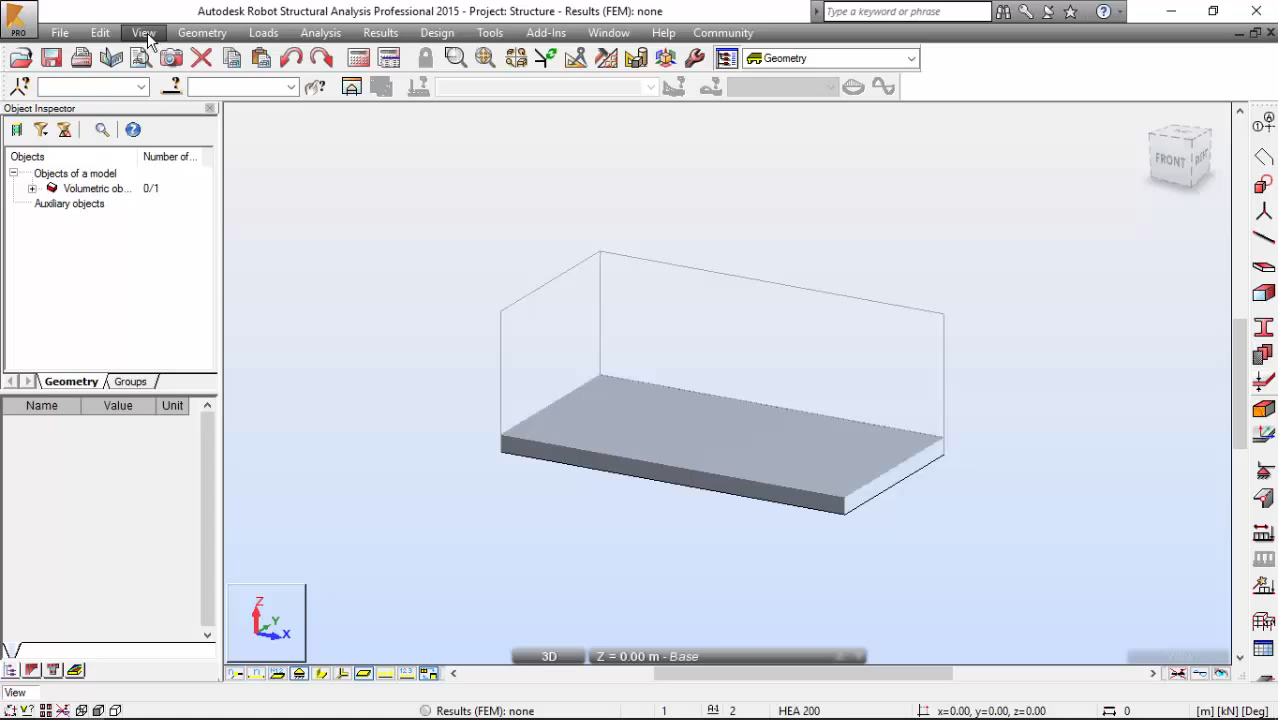 Autodesk Robot Structural Analysis Professional 2015 - Project: Structure - Results (FEM): none
Type a keyword or phrase
PRO
File Edit View Geometry Loads Analysis Results Design Tools Add-Ins Window Help Community
Geometry
Object Inspector
Objects Number of...
Objects of a model
Volumetric ob... 0/1
Auxiliary objects
FRONT RIGHT
Geometry Groups
Name Value Unit
Z
Y
X
3D Z = 0.00 m - Base
View
Results (FEM): none 1 2 HEA 200 x=0.00, y=0.00, z=0.00 0 [m] [kN] [Deg]